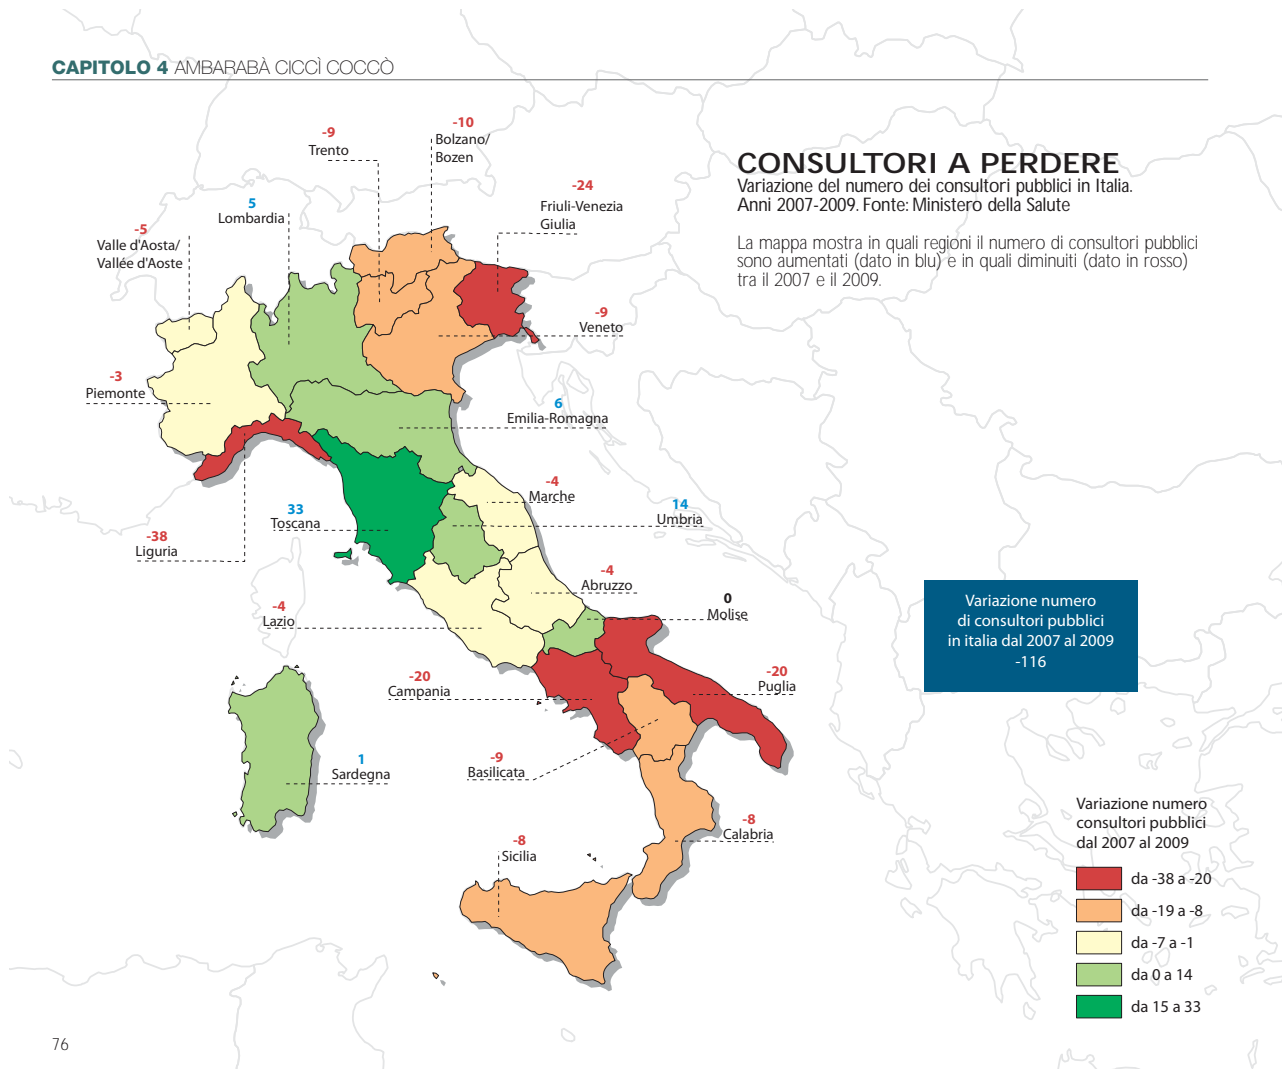 CAPITOLO 4 AMBARABÀ CICCÌ COCCÒ
CONSULTORI A PERDERE
Variazione del numero dei consultori pubblici in Italia.
Anni 2007-2009. Fonte: Ministero della Salute
La mappa mostra in quali regioni il numero di consultori pubblici
sono aumentati (dato in blu) e in quali diminuiti (dato in rosso)
tra il 2007 e il 2009.
-9
Trento
-10
Bolzano/
Bozen
-24
Friuli-Venezia
Giulia
5
Lombardia
-5
Valle d'Aosta/
Vallée d'Aoste
-9
Veneto
-3
Piemonte
6
Emilia-Romagna
-4
Marche
14
Umbria
33
Toscana
-38
Liguria
-4
Abruzzo
0
Molise
-4
Lazio
-20
Campania
-20
Puglia
-9
Basilicata
1
Sardegna
-8
Calabria
-8
Sicilia
Variazione numero
di consultori pubblici
in italia dal 2007 al 2009
-116
Variazione numero
consultori pubblici
dal 2007 al 2009
da -38 a -20
da -19 a -8
da -7 a -1
da 0 a 14
da 15 a 33
76